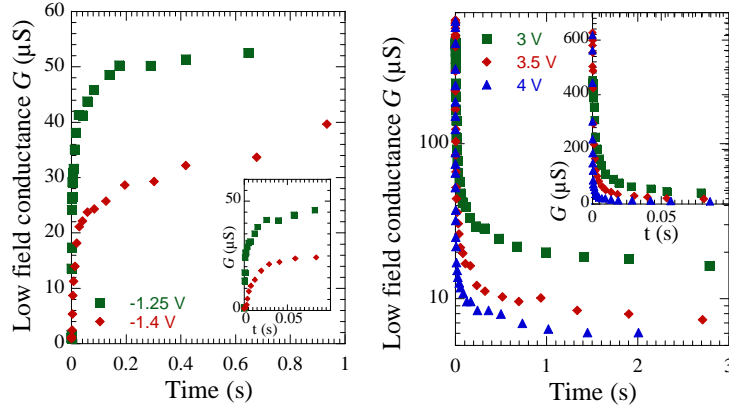 Low field conductance G (µS)
60
50
40
30
20
10
0
0
0.2
0.4
0.6
0.8
1
Time (s)
-1.25 V
-1.4 V
G (µS)
50
0
0
0.05
t (s)
Low field conductance G (µS)
100
10
0
1
2
3
Time (s)
3 V
3.5 V
4 V
G (µS)
600
400
200
0
0
0.05
t (s)